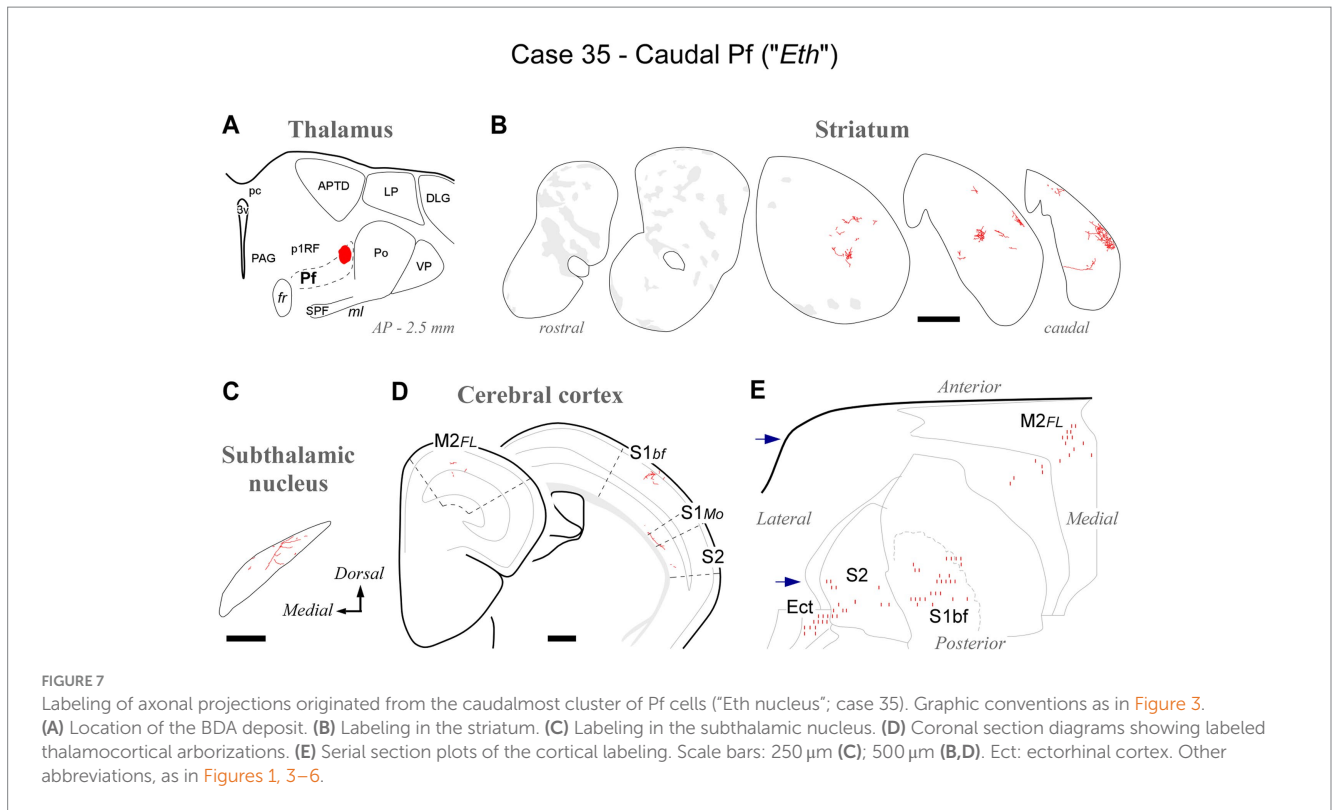 Case 35 - Caudal Pf ("Eth")
A
Thalamus
pc
3v
APTD
LP
DLG
PAG
p1RF
Po
VP
Pf
fr
SPF
ml
AP - 2.5 mm
B
Striatum
rostral
caudal
C
Subthalamic
nucleus
Dorsal
Medial
D
Cerebral cortex
M2FL
S1bf
S1Mo
S2
E
Anterior
M2FL
Lateral
Medial
S2
Ect
S1bf
Posterior
FIGURE 7
Labeling of axonal projections originated from the caudalmost cluster of Pf cells (“Eth nucleus”; case 35). Graphic conventions as in Figure 3.
(A) Location of the BDA deposit. (B) Labeling in the striatum. (C) Labeling in the subthalamic nucleus. (D) Coronal section diagrams showing labeled
thalamocortical arborizations. (E) Serial section plots of the cortical labeling. Scale bars: 250 μm (C); 500 μm (B,D). Ect: ectorhinal cortex. Other
abbreviations, as in Figures 1, 3–6.